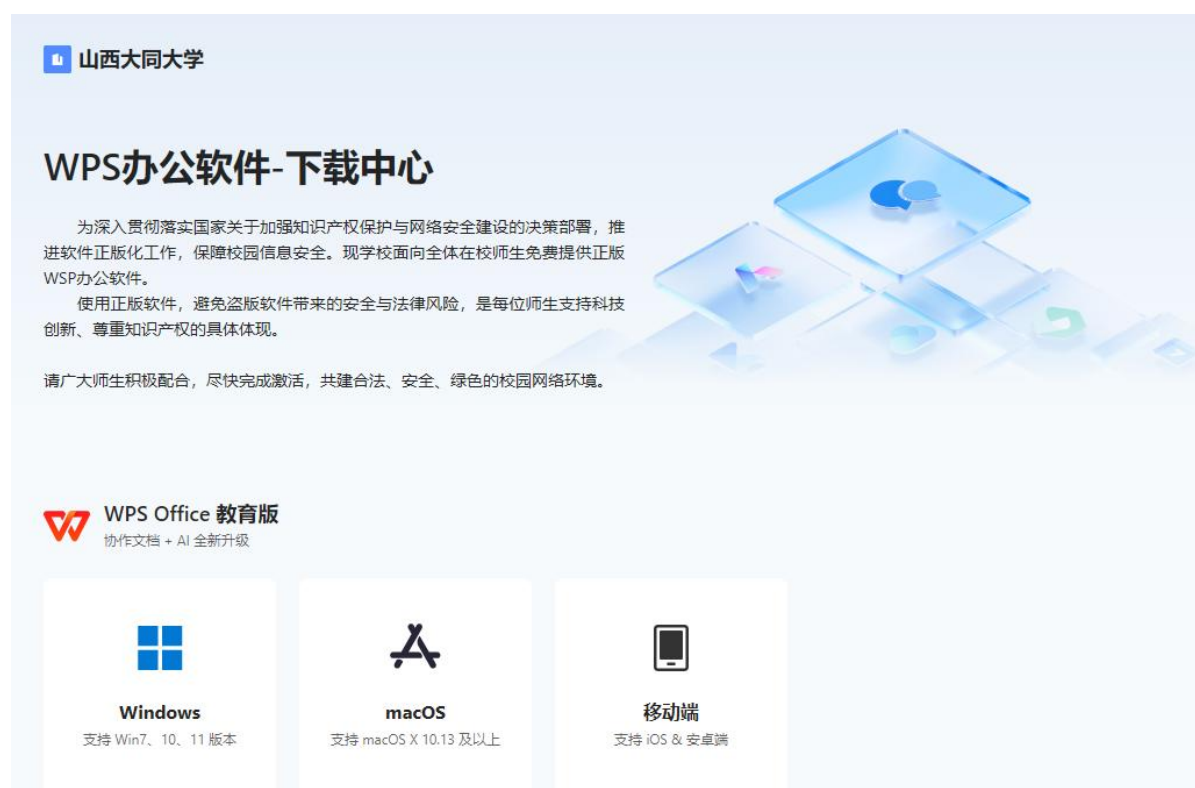 山西大同大学
WPS办公软件-下载中心
为深入贯彻落实国家关于加强知识产权保护与网络安全建设的决策部署，推
进软件正版化工作，保障校园信息安全。现学校面向全体在校师生免费提供正版
WSP办公软件。
使用正版软件，避免盗版软件带来的安全与法律风险，是每位师生支持科技
创新、尊重知识产权的具体体现。
请广大师生积极配合，尽快完成激活，共建合法、安全、绿色的校园网络环境。
WPS Office 教育版
协作文档 + AI 全新升级
Windows
支持 Win7、10、11 版本
macOS
支持 macOS X 10.13 及以上
移动端
支持 iOS & 安卓端